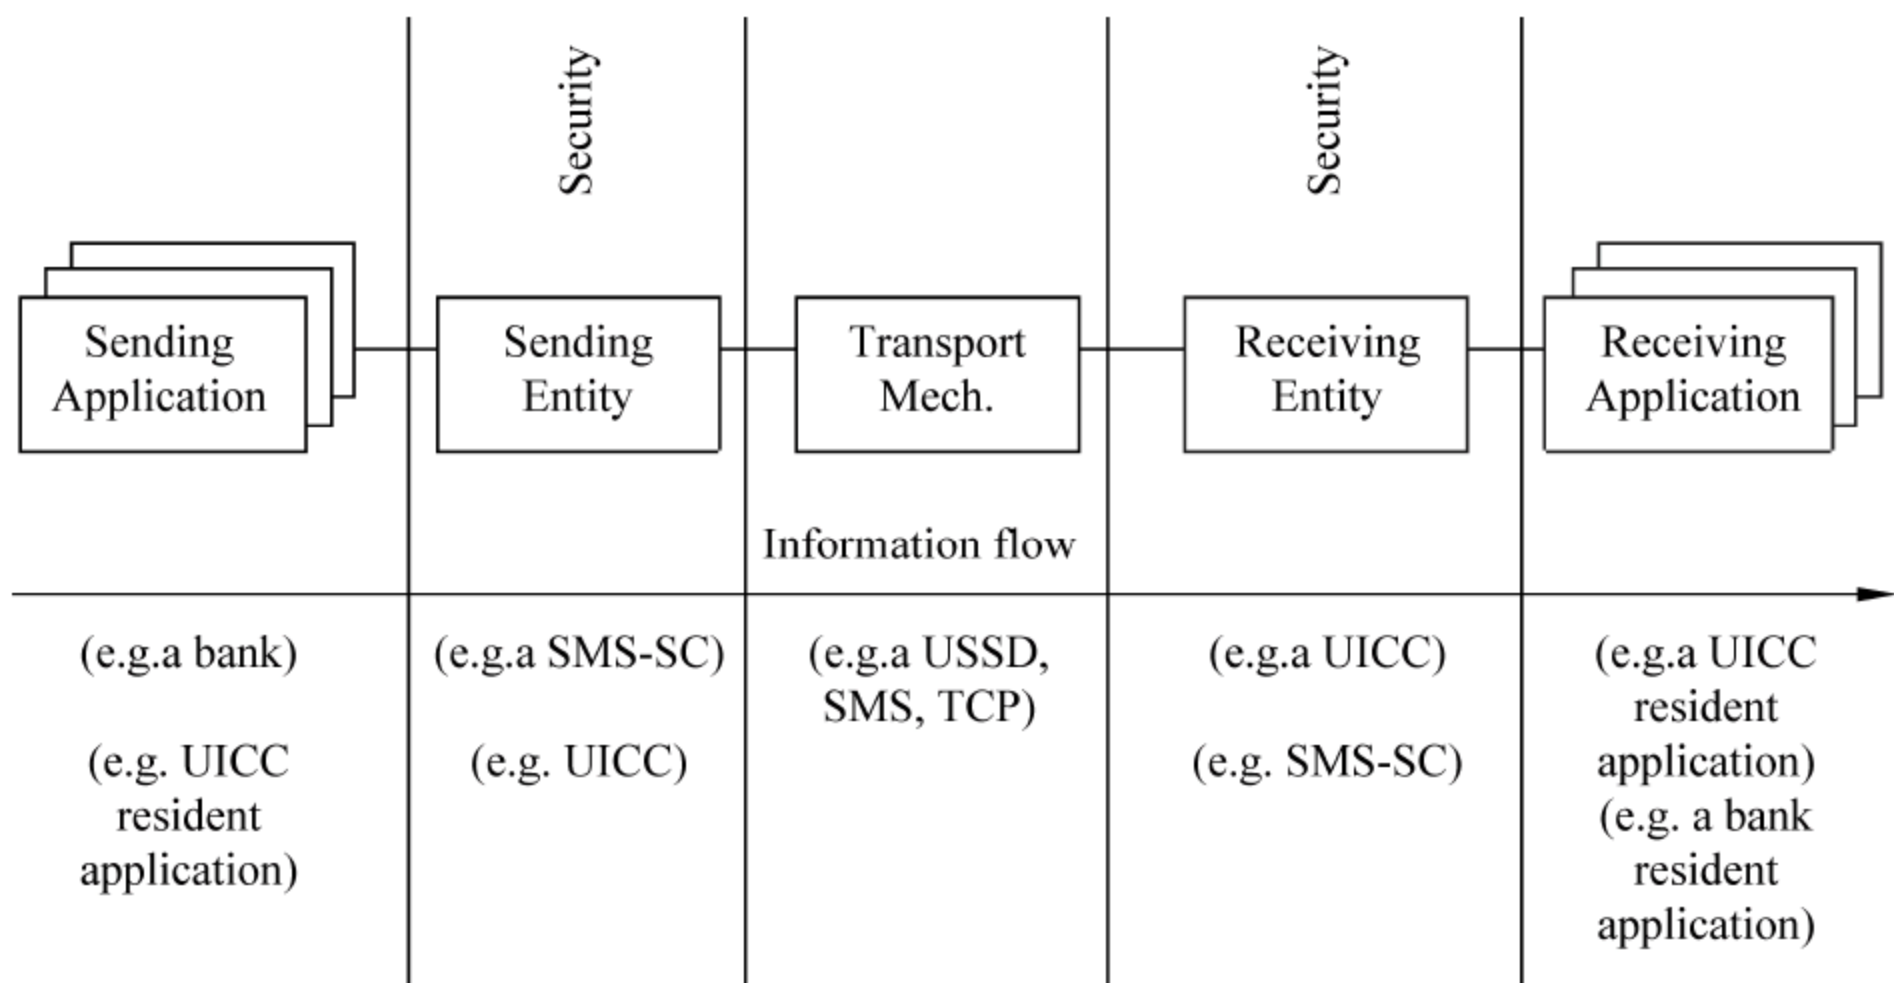 Security
Security
Sending
Application
Sending
Entity
Transport
Mech.
Receiving
Entity
Receiving
Application
Information flow
(e.g.a bank)
(e.g. UICC
resident
application)
(e.g.a SMS-SC)
(e.g. UICC)
(e.g.a USSD,
SMS, TCP)
(e.g.a UICC)
(e.g. SMS-SC)
(e.g.a UICC
resident
application)
(e.g. a bank
resident
application)